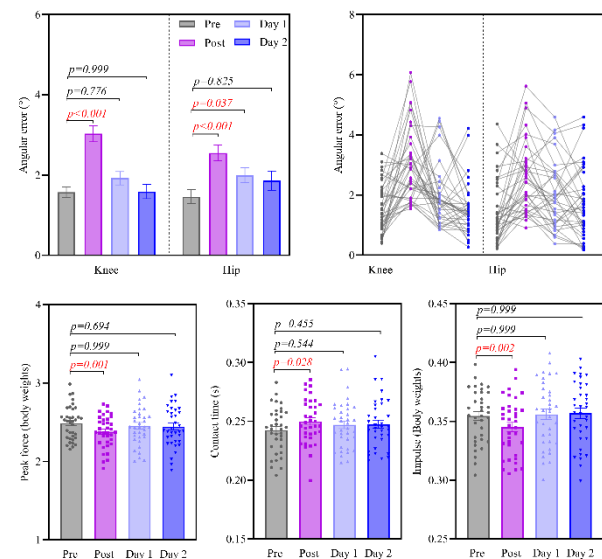 6
4
2
0
Angular error (°)
Pre
Day 1
Post
Day 2
p=0.999
p=0.776
p<0.001
p=0.825
p=0.037
p<0.001
Knee
Hip
8
6
4
2
0
Angular error (°)
Knee
Hip
4
3
2
1
Peak force (body weights)
p=0.694
p=0.999
p=0.001
Pre
Post
Day 1
Day 2
0.35
0.30
0.25
0.20
0.15
Contact time (s)
p=0.455
p=0.544
p=0.028
Pre
Post
Day 1
Day 2
0.45
0.40
0.35
0.30
0.25
Impulse (Body weights)
p=0.999
p=0.999
p=0.002
Pre
Post
Day 1
Day 2